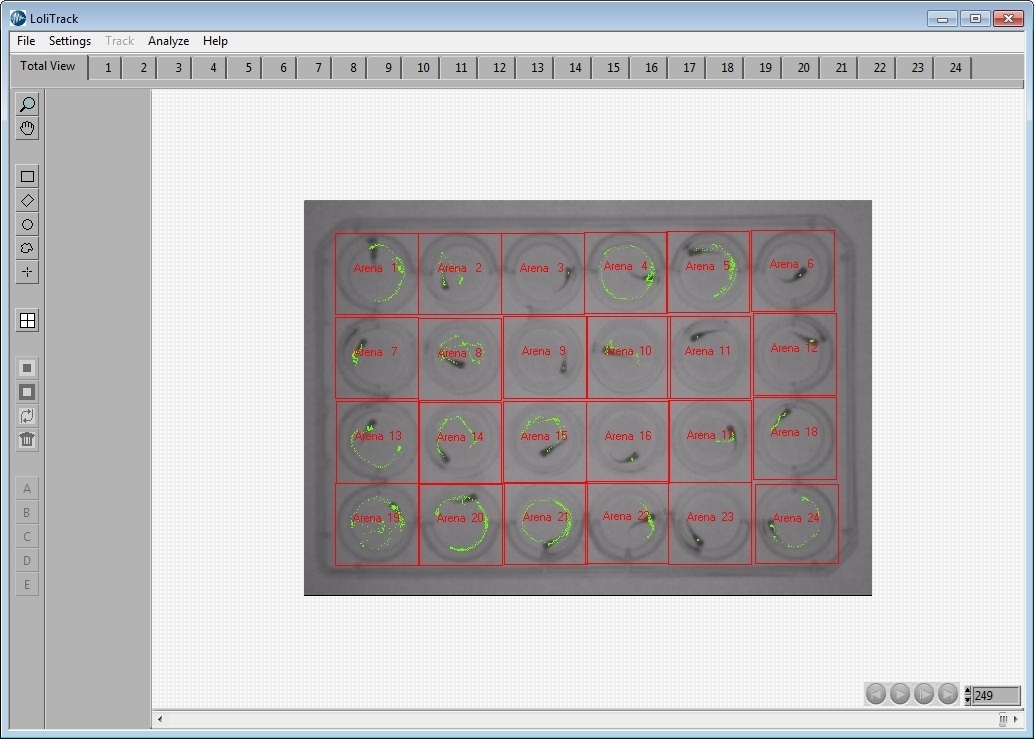 LoliTrack
File Settings Track Analyze Help
Total View 1 2 3 4 5 6 7 8 9 10 11 12 13 14 15 16 17 18 19 20 21 22 23 24
Arena 1 Arena 2 Arena 3 Arena 4 Arena 5 Arena 6
Arena 7 Arena 8 Arena 9 Arena 10 Arena 11 Arena 12
Arena 13 Arena 14 Arena 15 Arena 16 Arena 17 Arena 18
Arena 19 Arena 20 Arena 21 Arena 22 Arena 23 Arena 24
A
B
C
D
E
249